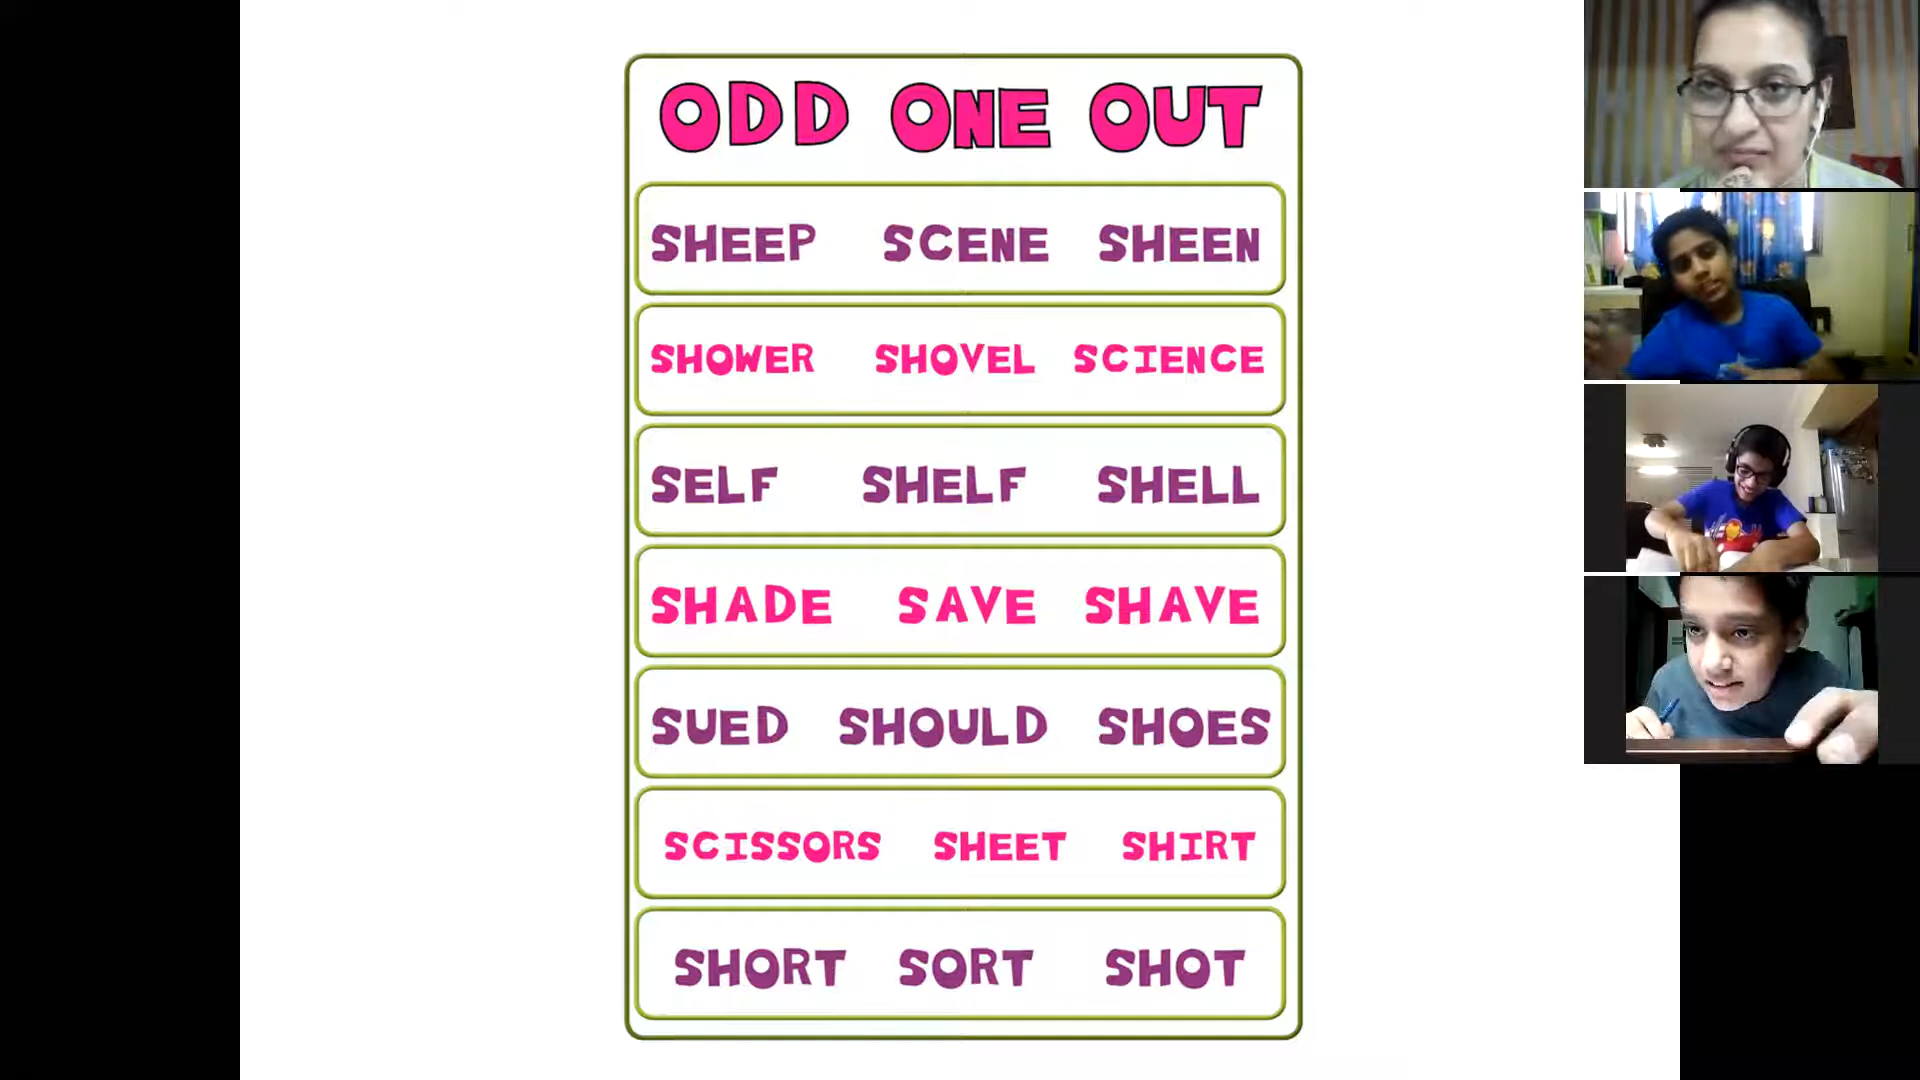 ODD ONE OUT
SHEEP SCENE SHEEN
SHOWER SHOVEL SCIENCE
SELF SHELF SHELL
SHADE SAVE SHAVE
SUED SHOULD SHOES
SCISSORS SHEET SHIRT
SHORT SORT SHOT